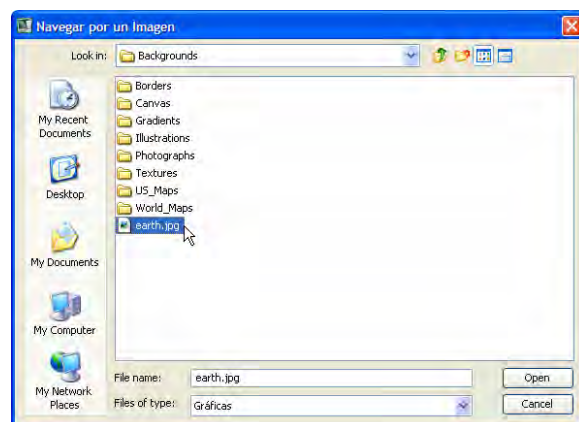 Navegar por un Imagen
Look in: Backgrounds
My Recent
Documents
Desktop
My Documents
My Computer
My Network
Places
Borders
Canvas
Gradients
Illustrations
Photographs
Textures
US_Maps
World_Maps
earth.jpg
File name: earth.jpg Open
Files of type: Gráficas Cancel